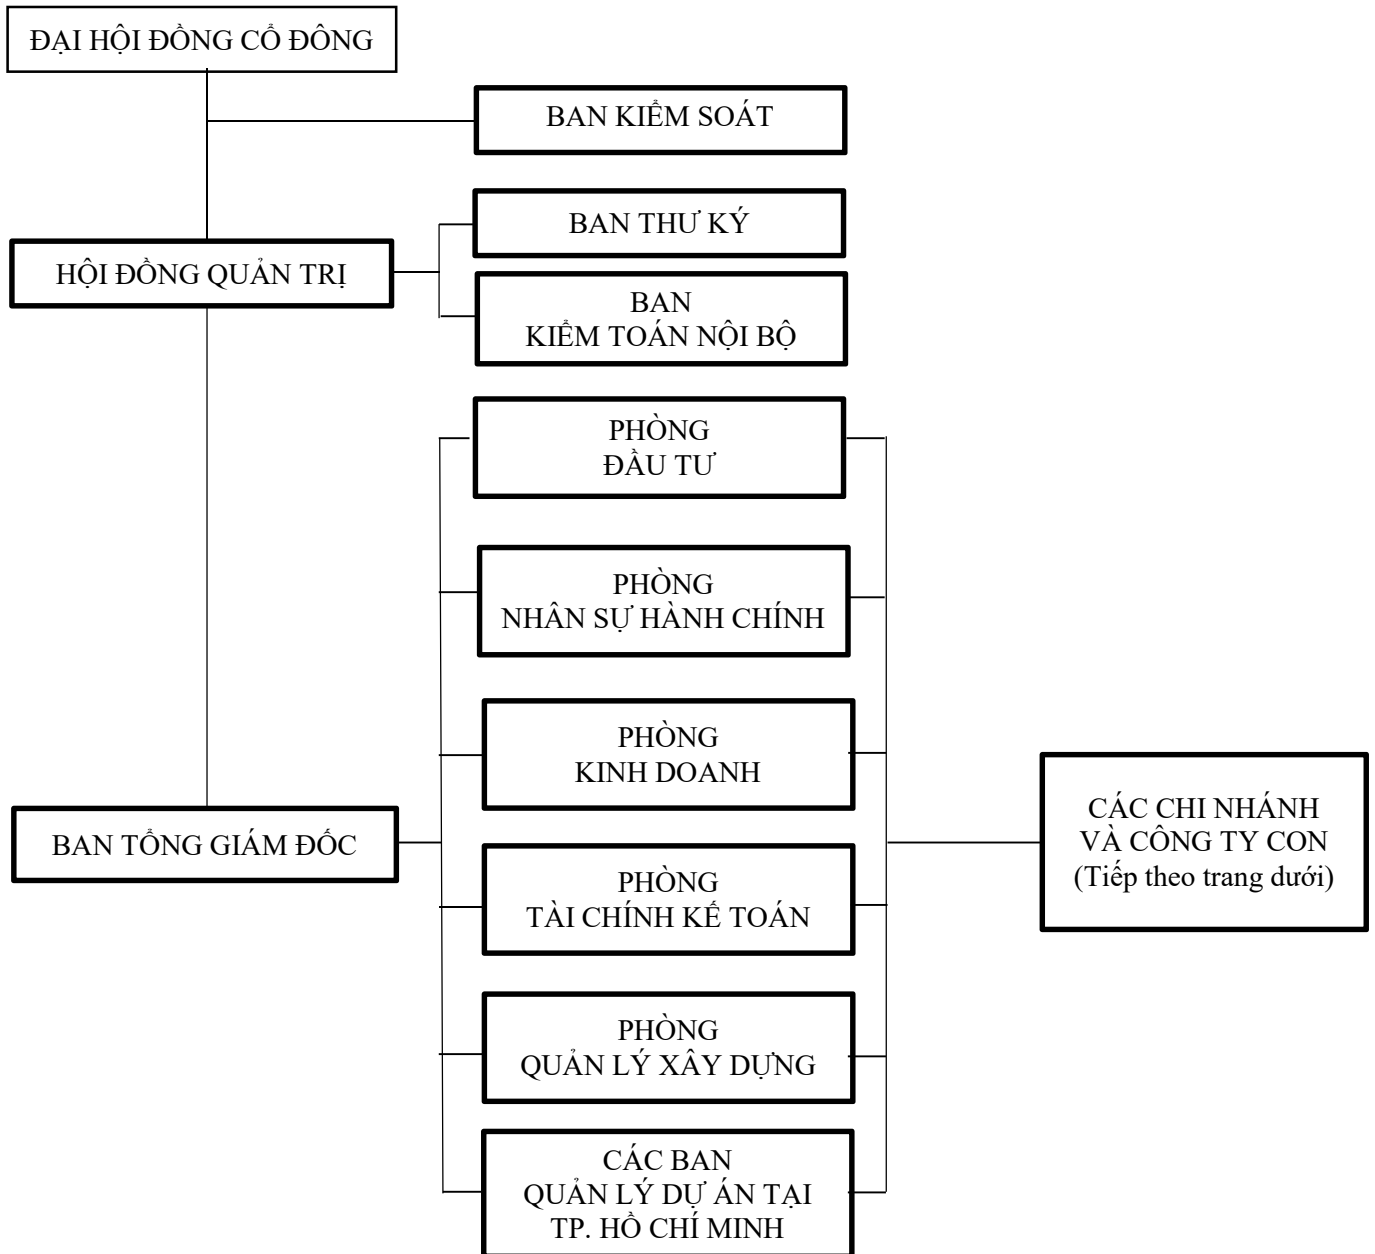 ĐẠI HỘI ĐỒNG CỔ ĐÔNG
BAN KIỂM SOÁT
BAN THƯ KÝ
HỘI ĐỒNG QUẢN TRỊ
BAN
KIỂM TOÁN NỘI BỘ
PHÒNG
ĐẦU TƯ
PHÒNG
NHÂN SỰ HÀNH CHÍNH
PHÒNG
KINH DOANH
BAN TỔNG GIÁM ĐỐC
CÁC CHI NHÁNH
VÀ CÔNG TY CON
(Tiếp theo trang dưới)
PHÒNG
TÀI CHÍNH KẾ TOÁN
PHÒNG
QUẢN LÝ XÂY DỰNG
CÁC BAN
QUẢN LÝ DỰ ÁN TẠI
TP. HỒ CHÍ MINH